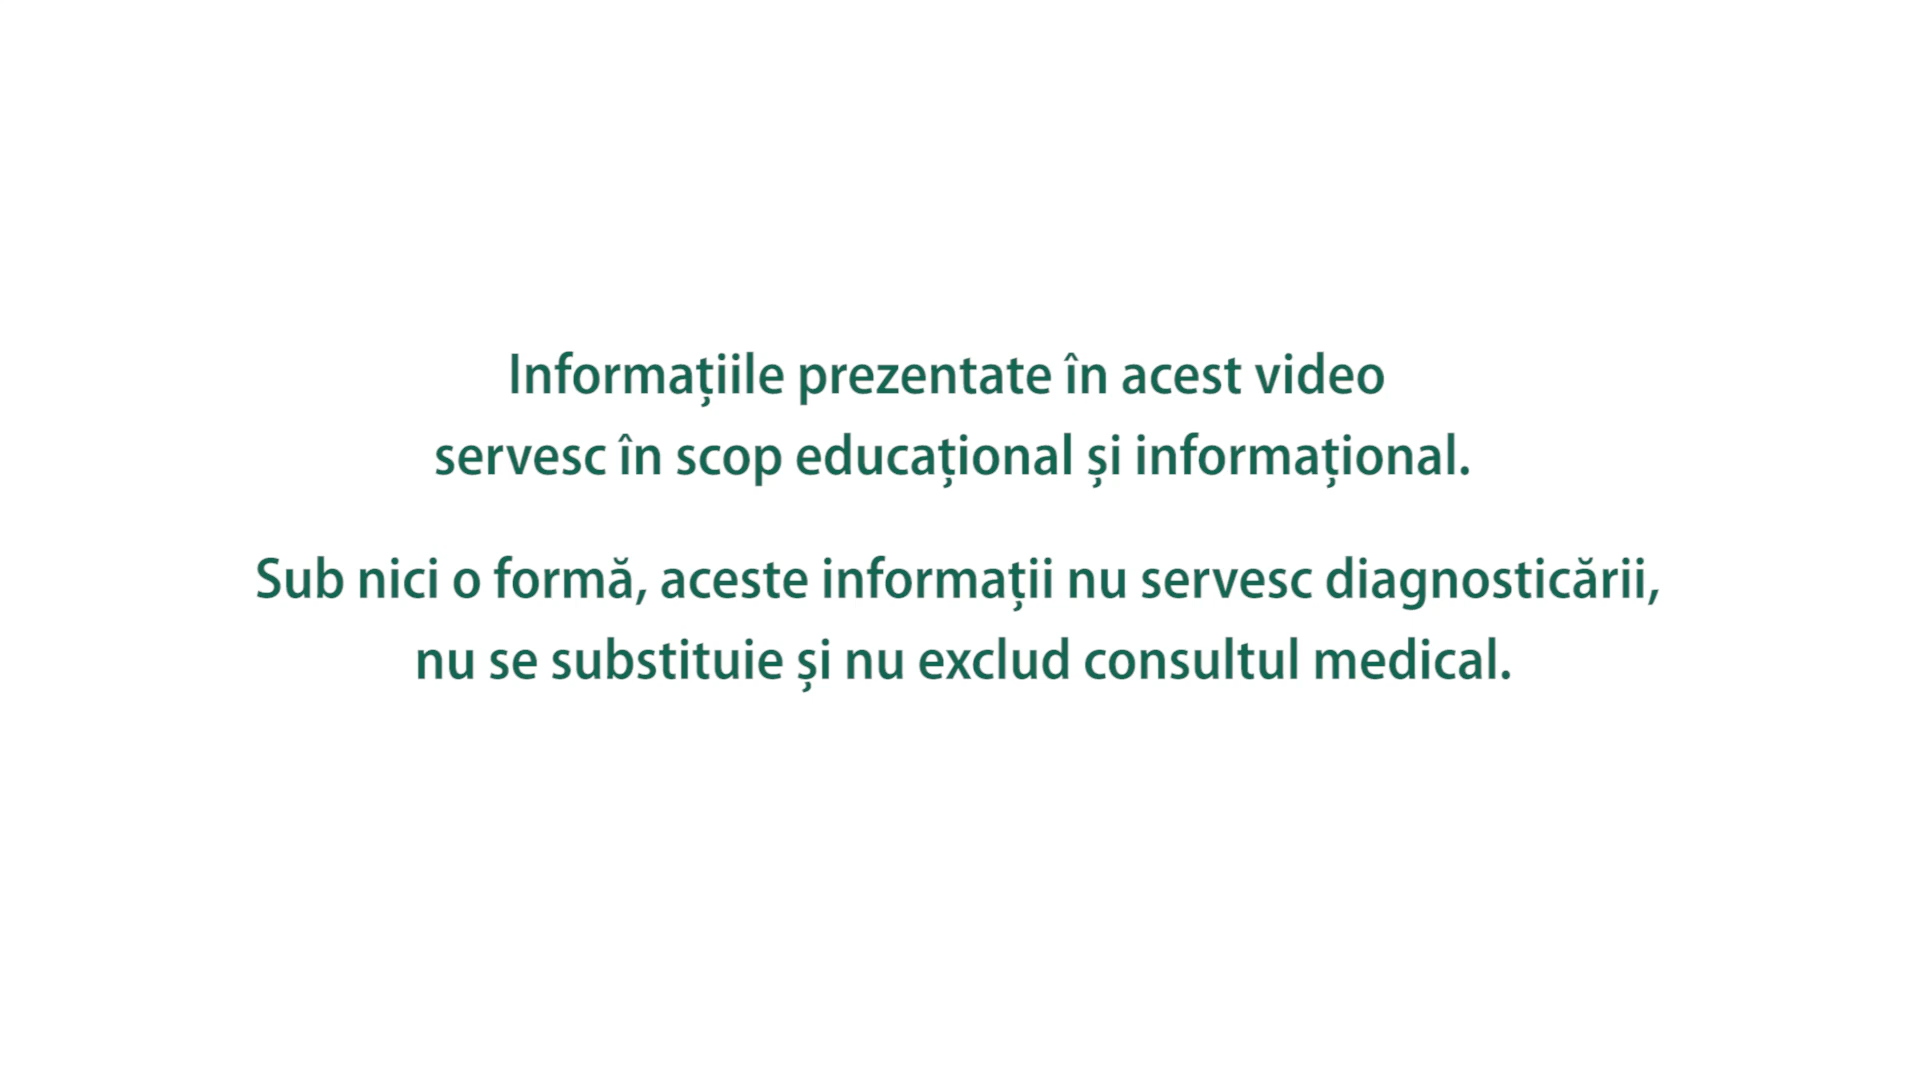 Informațiile prezentate în acest video
servesc în scop educațional și informațional.
Sub nici o formă, aceste informații nu servesc diagnosticării,
nu se substituie și nu exclud consultul medical.